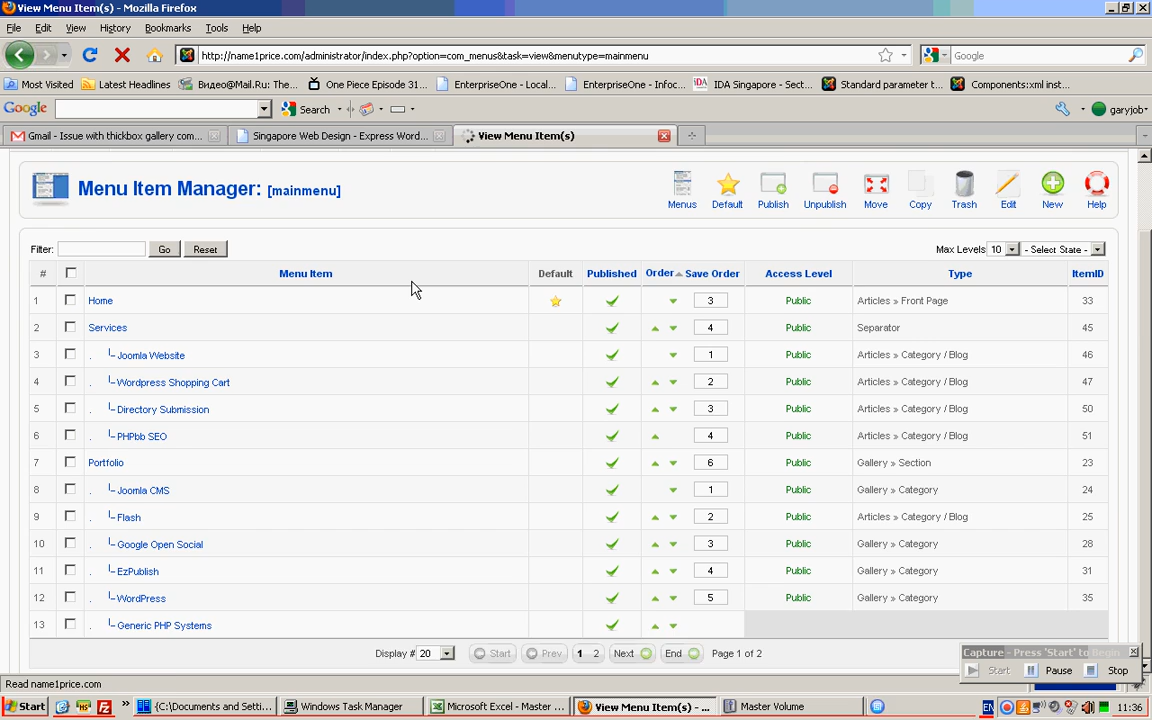 View Menu Item(s) - Mozilla Firefox
File Edit View History Bookmarks Tools Help
http://name1price.com/administrator/index.php?option=com_menus&task=view&menutype=mainmenu
Google
Most Visited Latest Headlines Видео@Mail.Ru: The... One Piece Episode 31... EnterpriseOne - Local... EnterpriseOne - Infoc... IDA Singapore - Sect... Standard parameter t... Components:xml inst...
Google Search garyjob
Gmail - Issue with thickbox gallery com... Singapore Web Design - Express Word... View Menu Item(s)
Menu Item Manager: [mainmenu]
Menus Default Publish Unpublish Move Copy Trash Edit New Help
Filter: Go Reset Max Levels 10 - Select State -
# Menu Item Default Published Order Save Order Access Level Type ItemID
1 Home 3 Public Articles » Front Page 33
2 Services 4 Public Separator 45
3 . Joomla Website 1 Public Articles » Category / Blog 46
4 . Wordpress Shopping Cart 2 Public Articles » Category / Blog 47
5 . Directory Submission 3 Public Articles » Category / Blog 50
6 . PHPbb SEO 4 Public Articles » Category / Blog 51
7 Portfolio 6 Public Gallery » Section 23
8 . Joomla CMS 1 Public Gallery » Category 24
9 . Flash 2 Public Articles » Category / Blog 25
10 . Google Open Social 3 Public Gallery » Category 28
11 . EzPublish 4 Public Gallery » Category 31
12 . WordPress 5 Public Gallery » Category 35
13 . Generic PHP Systems
Display # 20 Start Prev 1 2 Next End Page 1 of 2
Capture - Press 'Start' to Begin
Start Pause Stop
Read name1price.com
Start {C:\Documents and Setti... Windows Task Manager Microsoft Excel - Master ... View Menu Item(s) - ... Master Volume EN 11:36